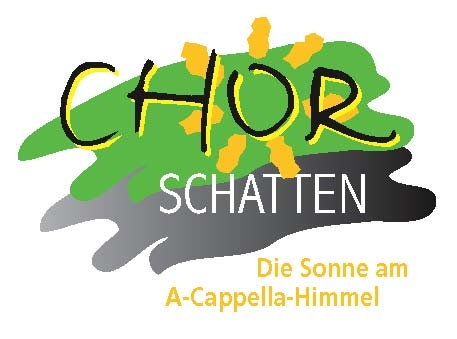 CHOR
SCHATTEN
Die Sonne am
A-Cappella-Himmel